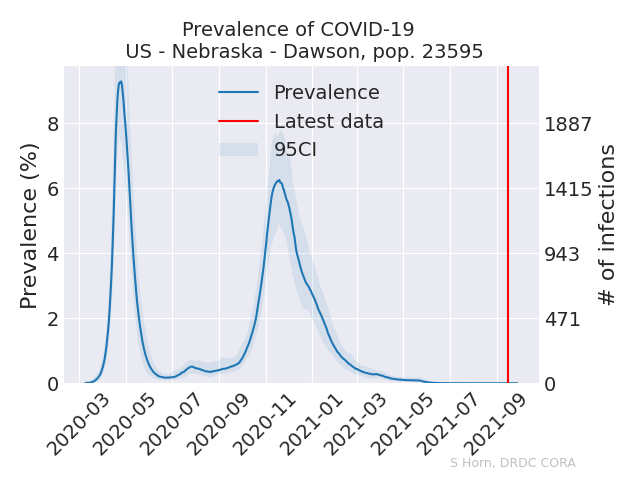 Prevalence of COVID-19
US - Nebraska - Dawson, pop. 23595
Prevalence
Latest data
95CI
Prevalence (%)
8
6
4
2
0
1887
1415
943
471
0
# of infections
2020-03
2020-05
2020-07
2020-09
2020-11
2021-01
2021-03
2021-05
2021-07
2021-09
S Horn, DRDC CORA